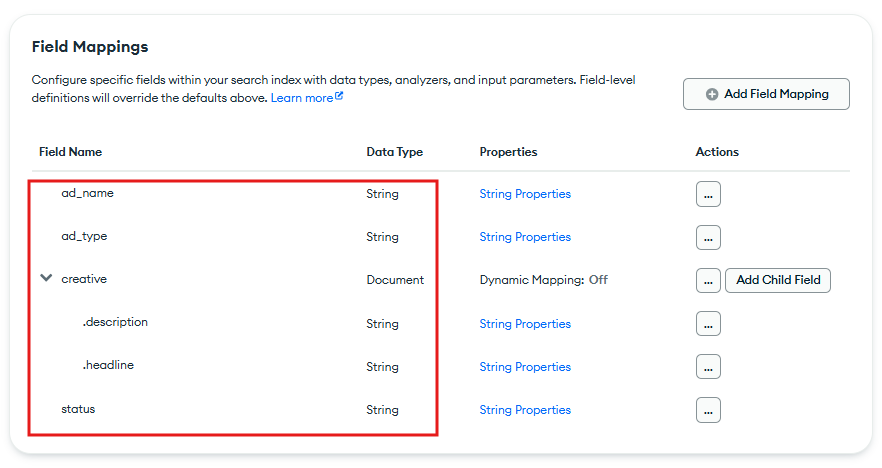 Field Mappings
Configure specific fields within your search index with data types, analyzers, and input parameters. Field-level
definitions will override the defaults above. Learn more
Add Field Mapping
Field Name Data Type Properties Actions
ad_name String String Properties ...
ad_type String String Properties ...
creative Document Dynamic Mapping: Off ... Add Child Field
.description String String Properties ...
.headline String String Properties ...
status String String Properties ...